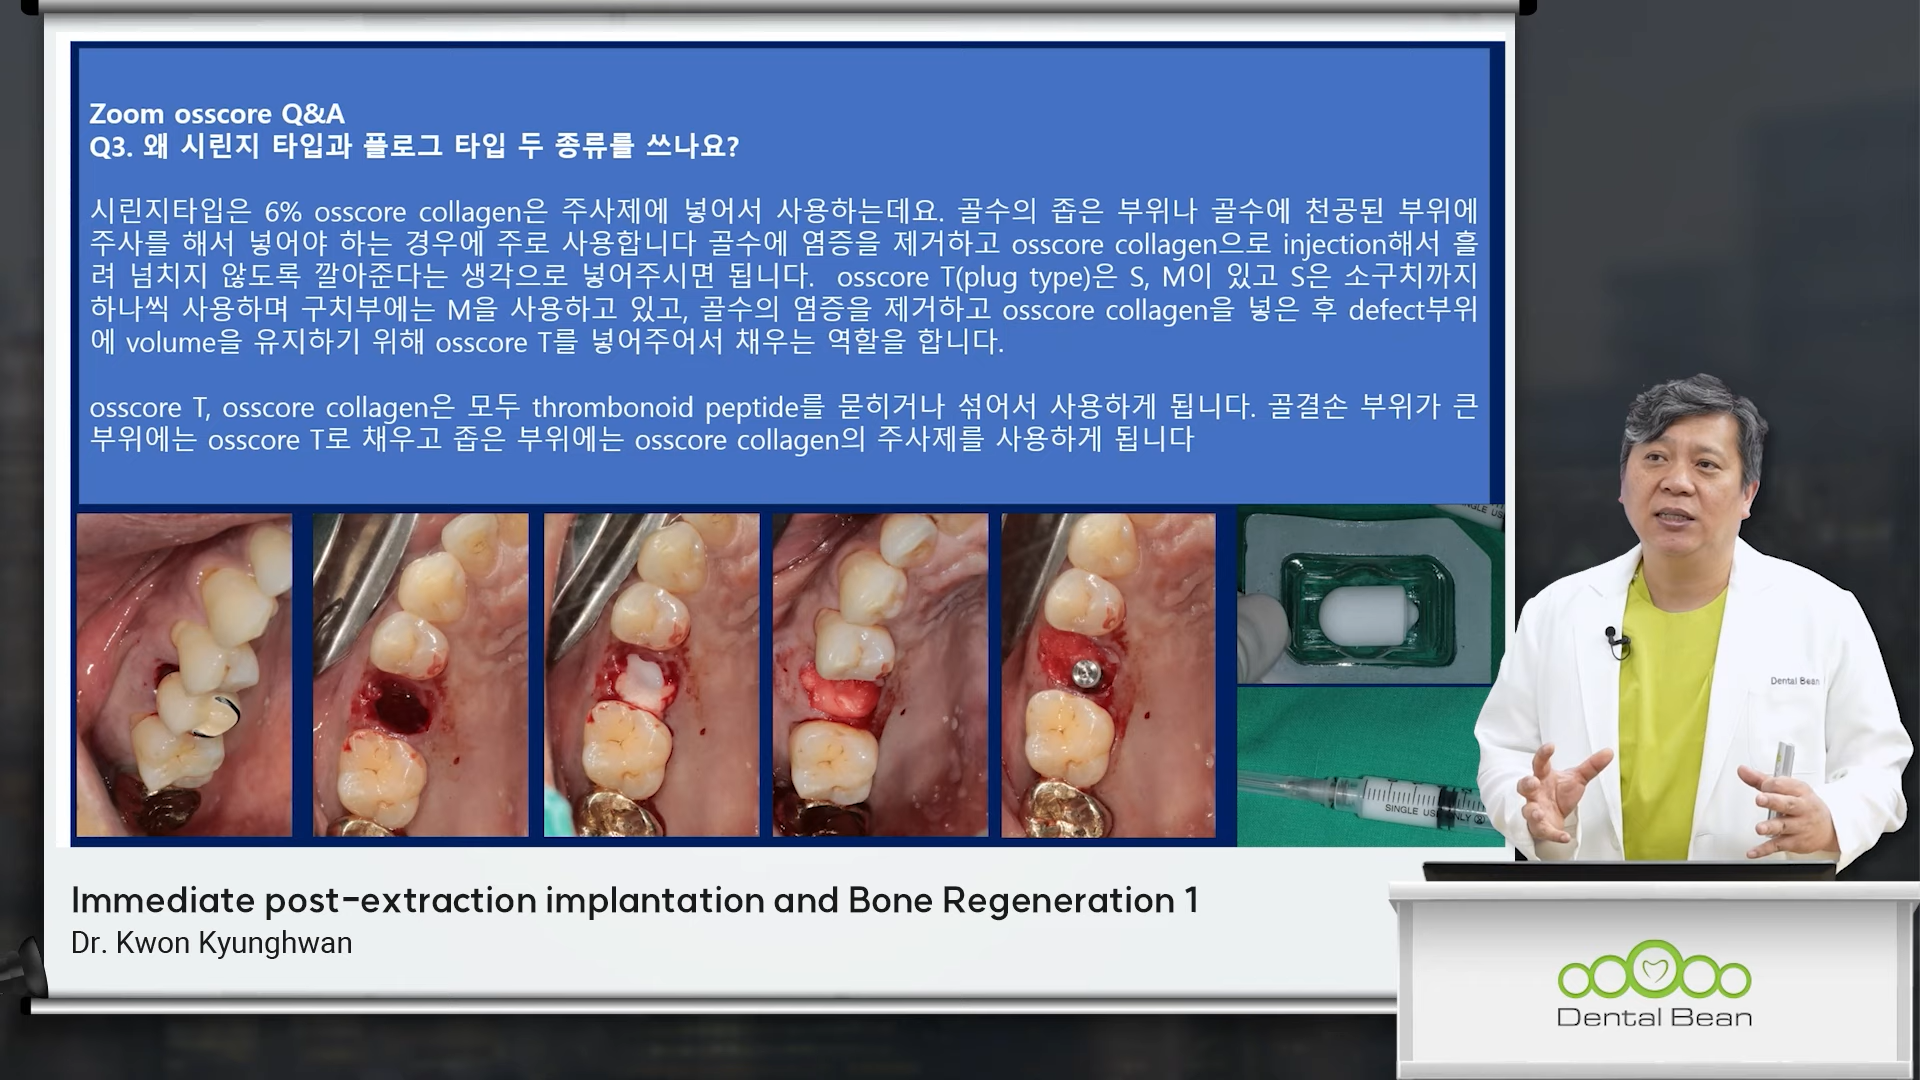 Zoom osscore Q&A
Q3. 왜 시린지 타입과 플로그 타입 두 종류를 쓰나요?
시린지타입은 6% osscore collagen은 주사제에 넣어서 사용하는데요. 골수의 좁은 부위나 골수에 천공된 부위에
주사를 해서 넣어야 하는 경우에 주로 사용합니다 골수에 염증을 제거하고 osscore collagen으로 injection해서 흘
려 넘치지 않도록 깔아준다는 생각으로 넣어주시면 됩니다. osscore T(plug type)은 S, M이 있고 S은 소구치까지
하나씩 사용하며 구치부에는 M을 사용하고 있고, 골수의 염증을 제거하고 osscore collagen을 넣은 후 defect부위
에 volume을 유지하기 위해 osscore T를 넣어주어서 채우는 역할을 합니다.
osscore T, osscore collagen은 모두 thrombonoid peptide를 묻히거나 섞어서 사용하게 됩니다. 골결손 부위가 큰
부위에는 osscore T로 채우고 좁은 부위에는 osscore collagen의 주사제를 사용하게 됩니다
SINGLE USE ONLY
Dental Bean
Immediate post-extraction implantation and Bone Regeneration 1
Dr. Kwon Kyunghwan
Dental Bean